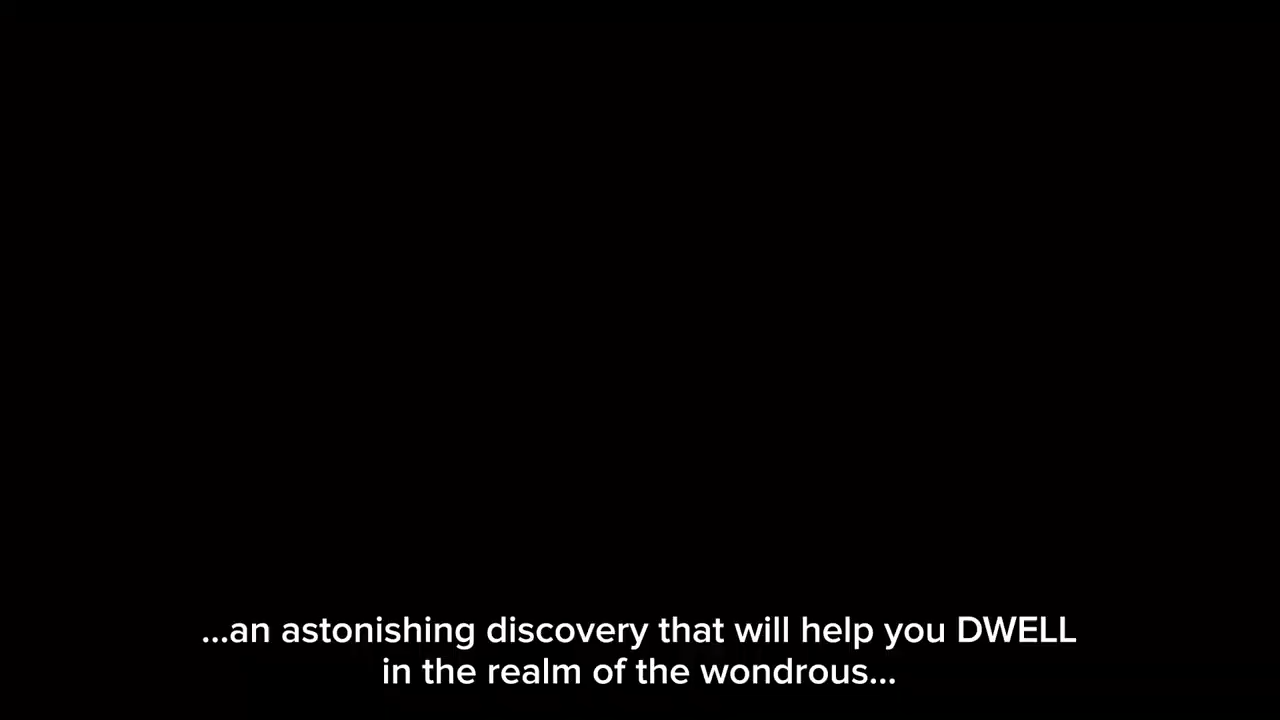 ...an astonishing discovery that will help you DWELL
in the realm of the wondrous...